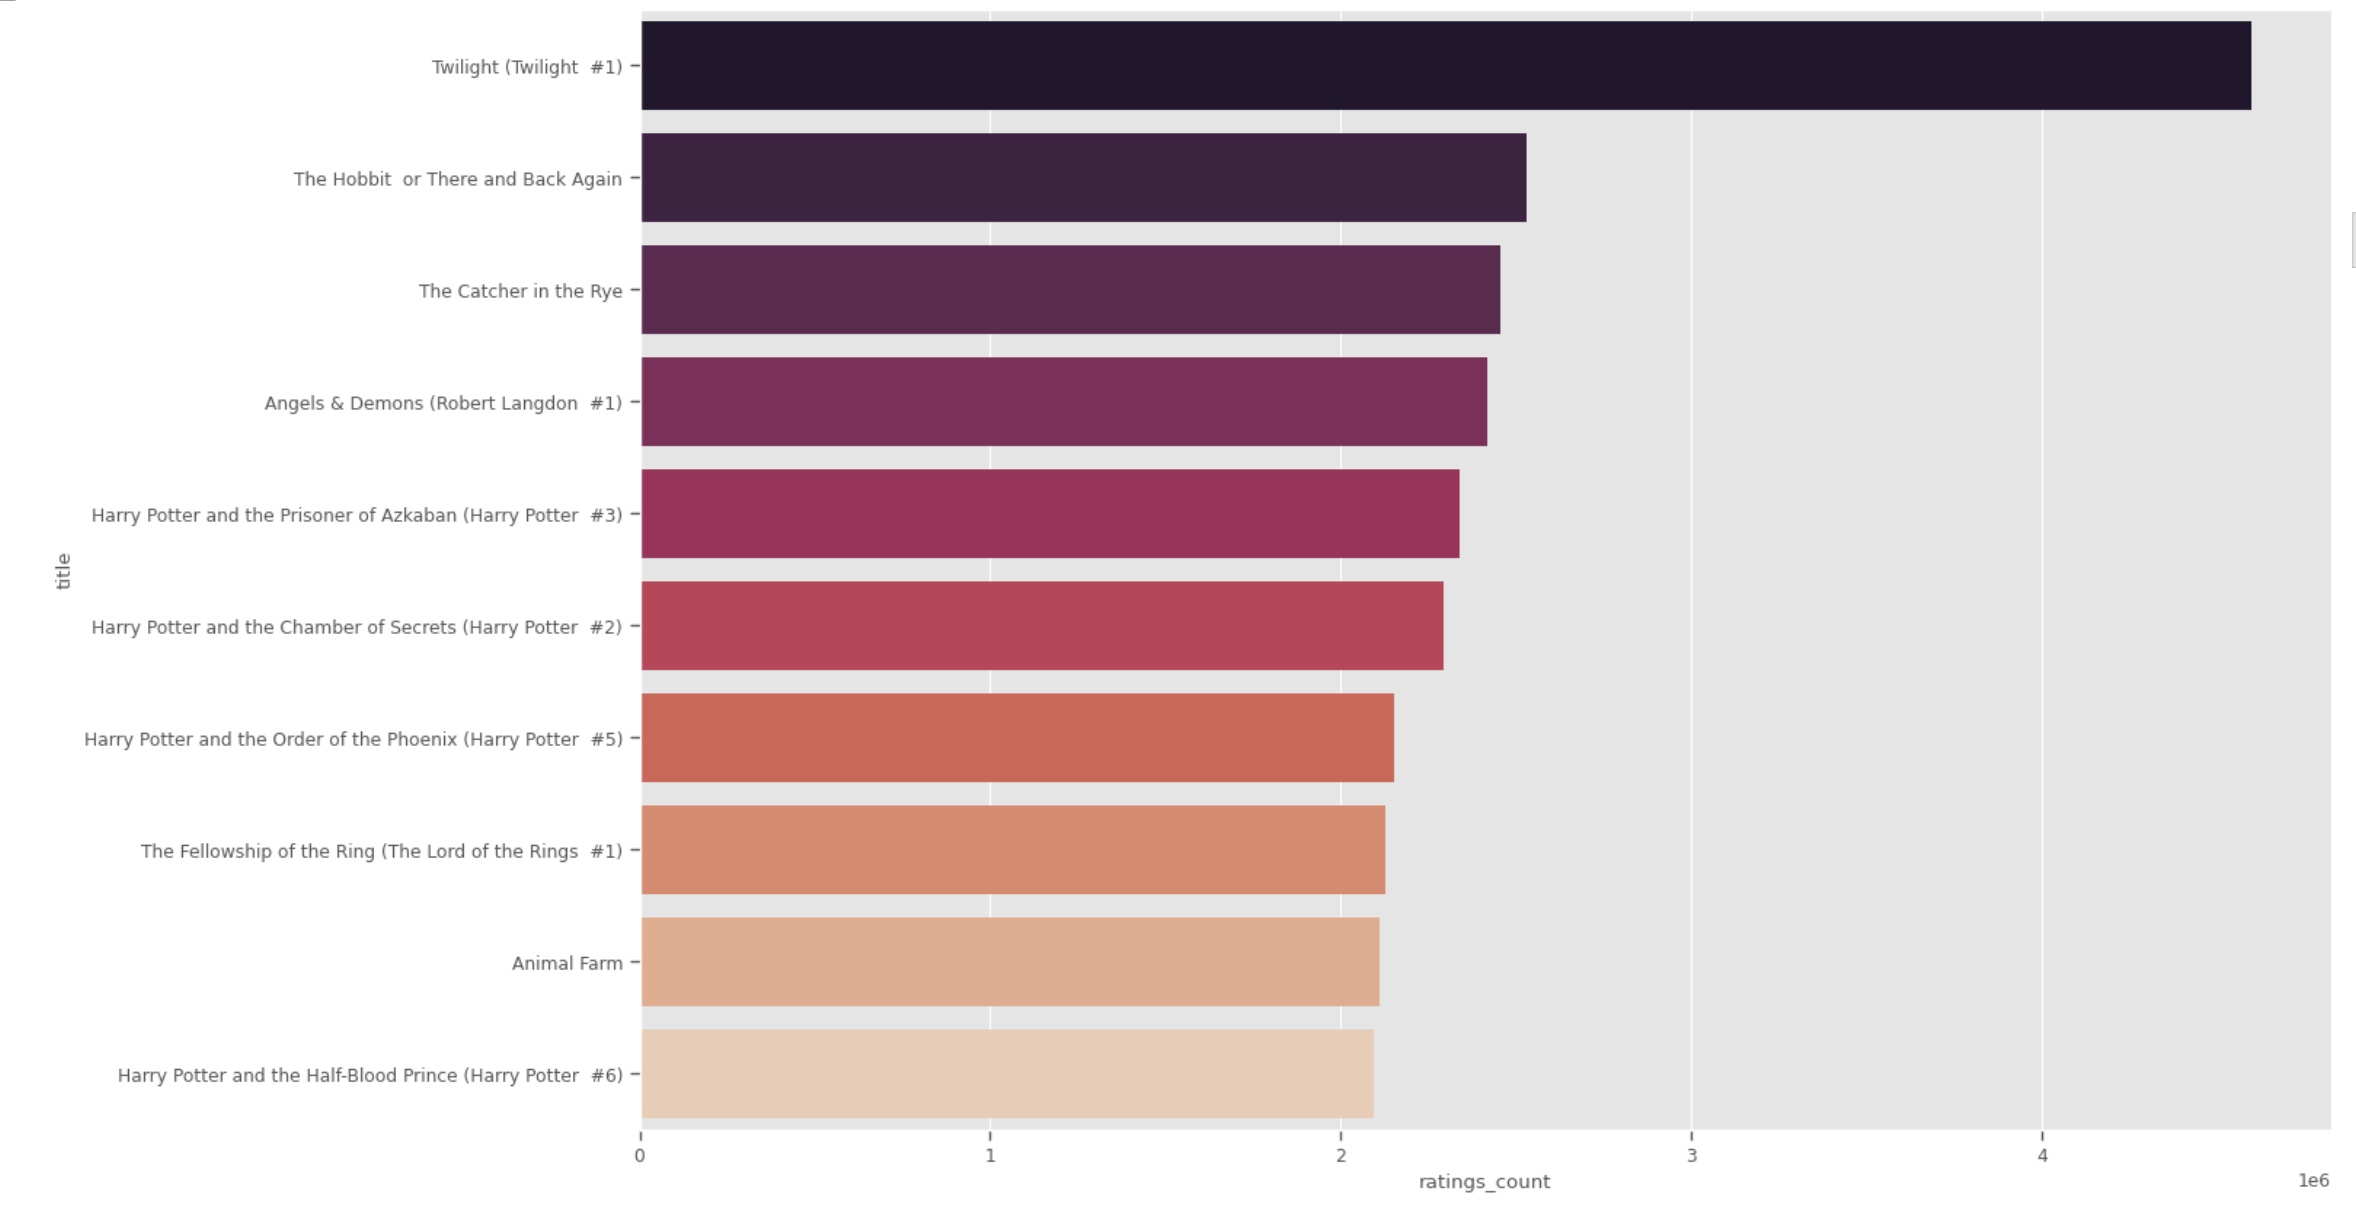 Twilight (Twilight  #1)
The Hobbit  or There and Back Again
The Catcher in the Rye
Angels & Demons (Robert Langdon  #1)
Harry Potter and the Prisoner of Azkaban (Harry Potter  #3)
title
Harry Potter and the Chamber of Secrets (Harry Potter  #2)
Harry Potter and the Order of the Phoenix (Harry Potter  #5)
The Fellowship of the Ring (The Lord of the Rings  #1)
Animal Farm
Harry Potter and the Half-Blood Prince (Harry Potter  #6)
0 1 2 3 4
ratings_count
1e6